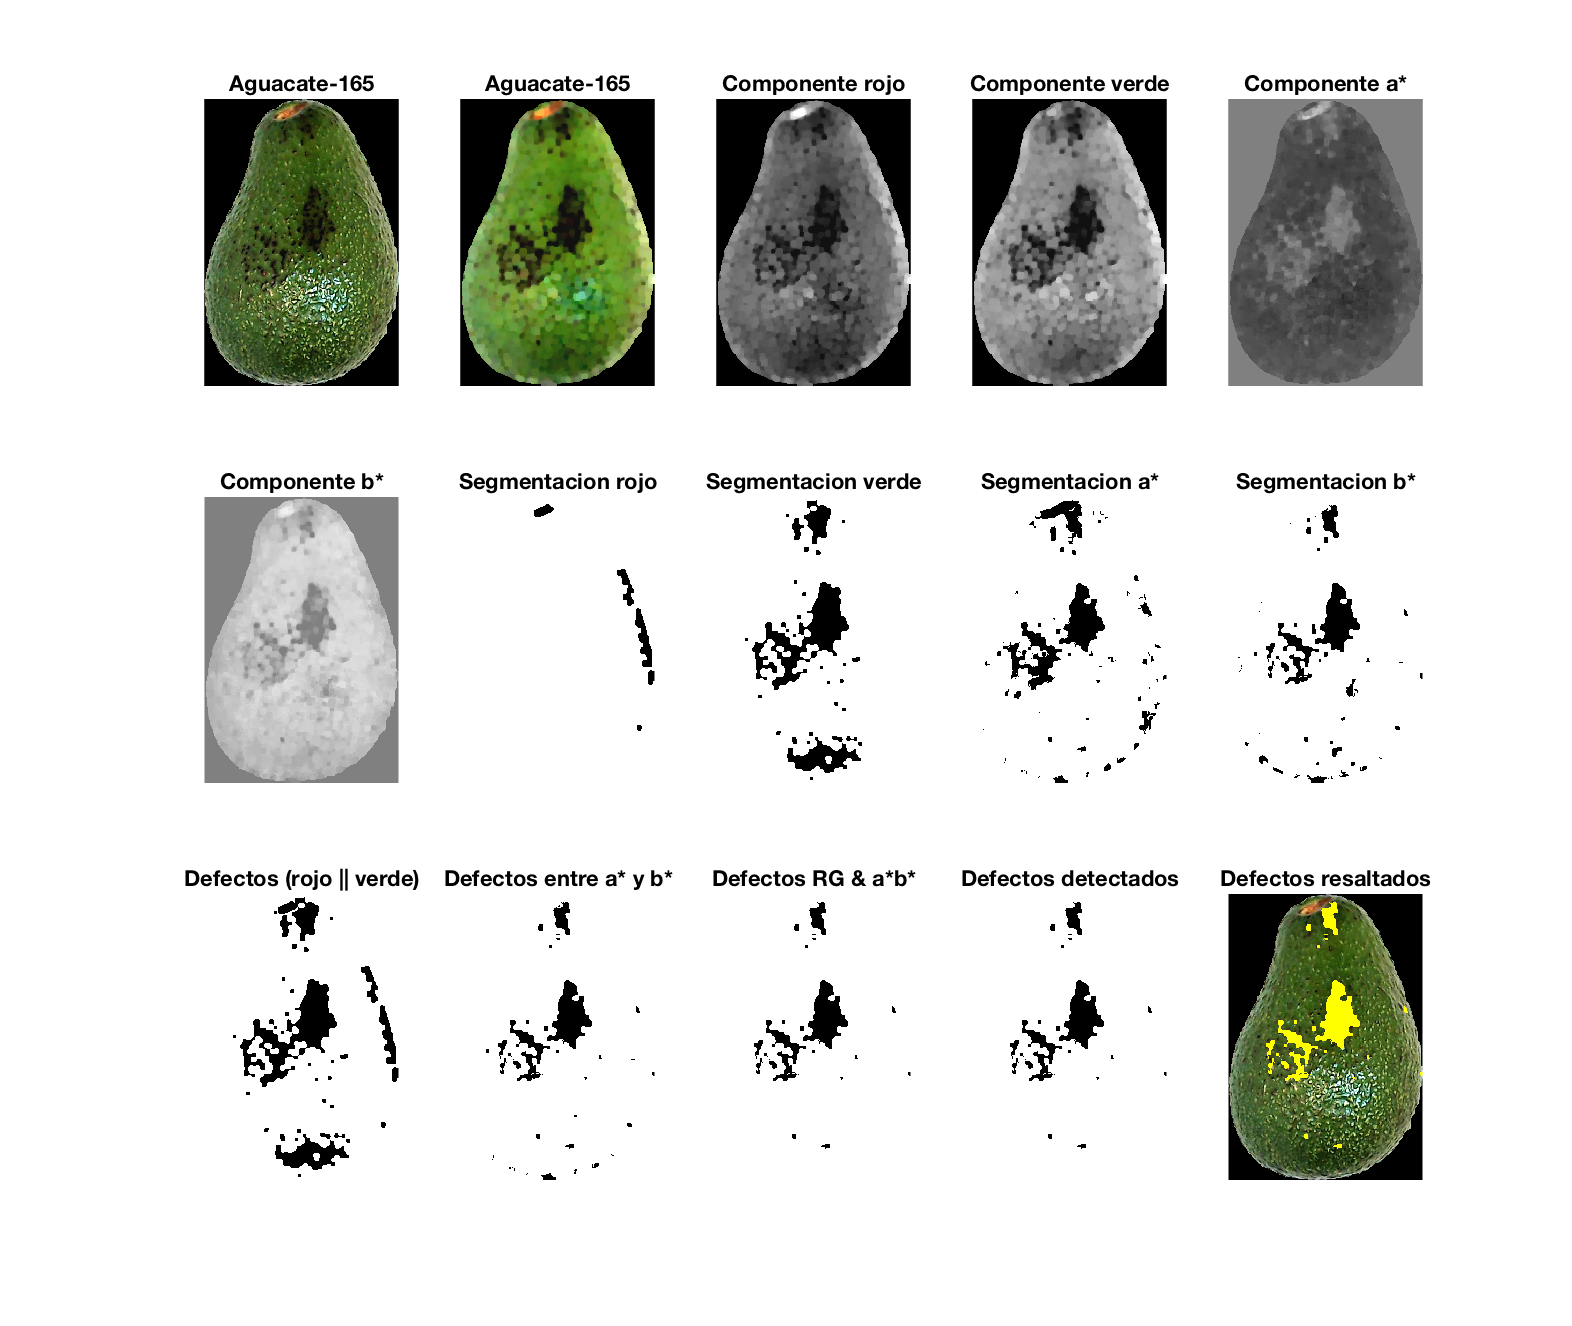 Aguacate-165
Aguacate-165
Componente rojo
Componente verde
Componente a*
Componente b*
Segmentacion rojo
Segmentacion verde
Segmentacion a*
Segmentacion b*
Defectos (rojo || verde)
Defectos entre a* y b*
Defectos RG & a*b*
Defectos detectados
Defectos resaltados